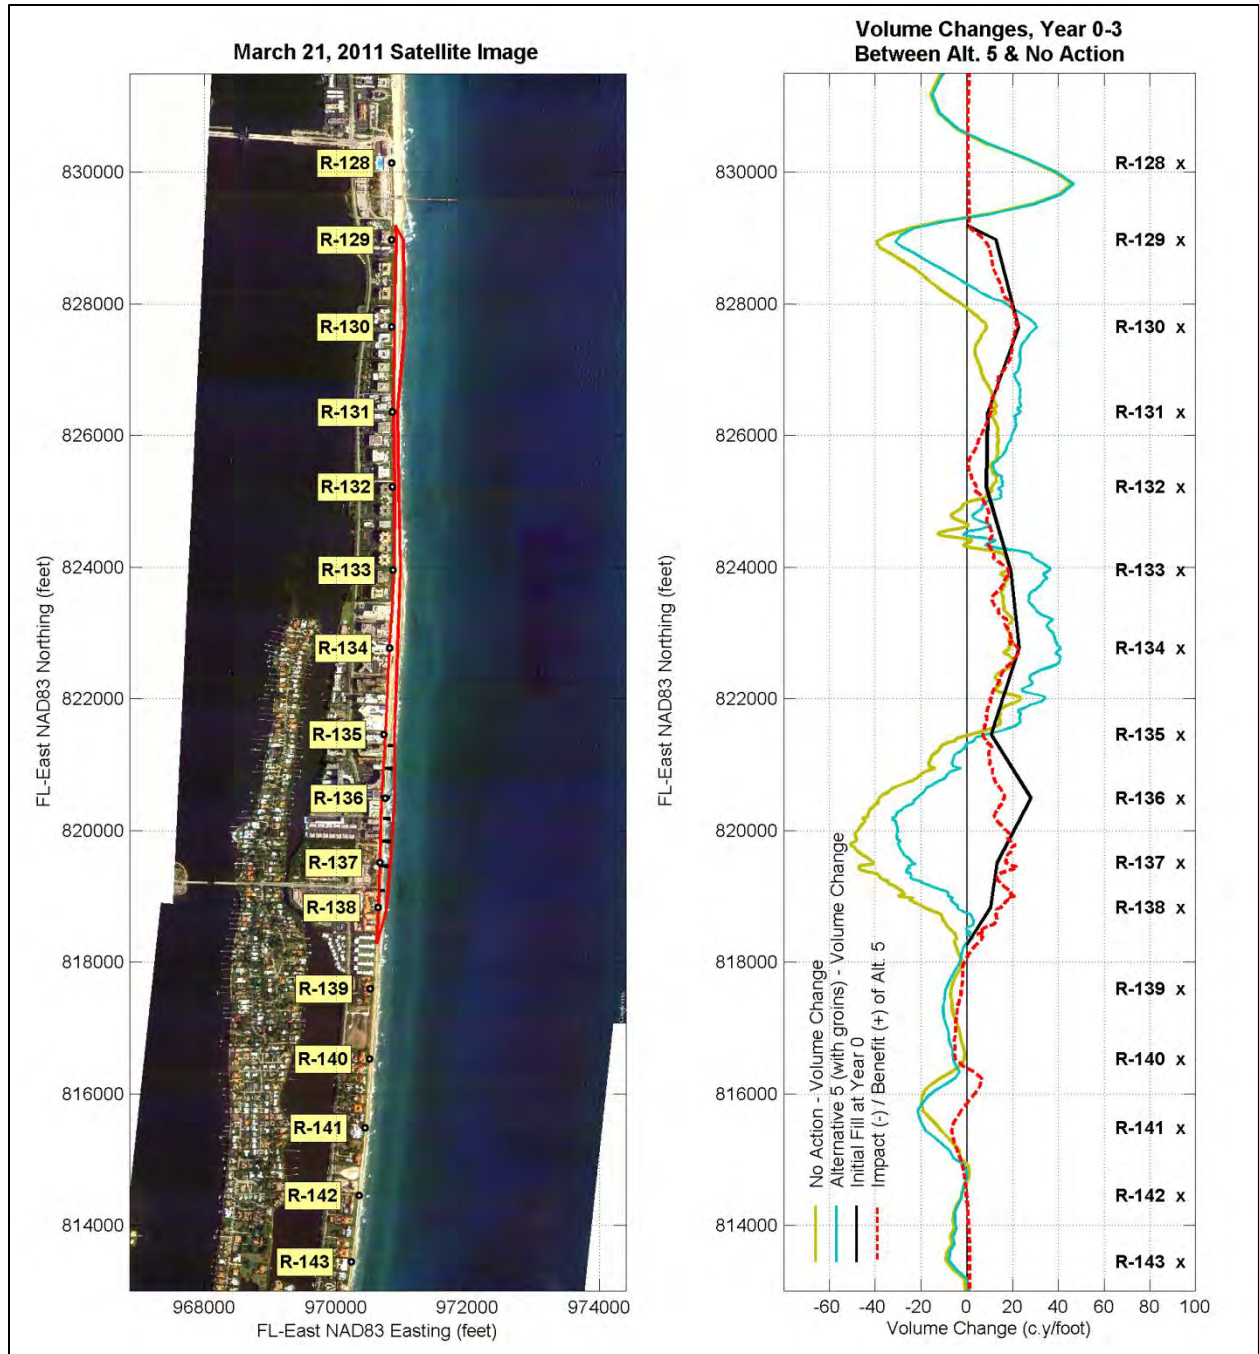 March 21, 2011 Satellite Image
FL-East NAD83 Northing (feet)
830000
828000
826000
824000
822000
820000
818000
816000
814000
R-128
R-129
R-130
R-131
R-132
R-133
R-134
R-135
R-136
R-137
R-138
R-139
R-140
R-141
R-142
R-143
968000 970000 972000 974000
FL-East NAD83 Easting (feet)
Volume Changes, Year 0-3
Between Alt. 5 & No Action
FL-East NAD83 Northing (feet)
830000
828000
826000
824000
822000
820000
818000
816000
814000
R-128 x
R-129 x
R-130 x
R-131 x
R-132 x
R-133 x
R-134 x
R-135 x
R-136 x
R-137 x
R-138 x
R-139 x
R-140 x
R-141 x
R-142 x
R-143 x
No Action - Volume Change
Alternative 5 (with groins) - Volume Change
Initial Fill at Year 0
Impact (-) / Benefit (+) of Alt. 5
-60 -40 -20 0 20 40 60 80 100
Volume Change (c.y/foot)